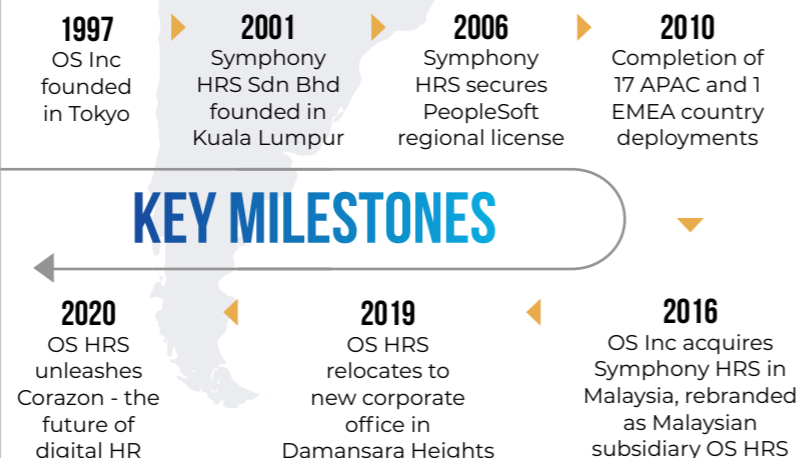 1997
OS Inc
founded
in Tokyo
2001
Symphony
HRS Sdn Bhd
founded in
Kuala Lumpur
2006
Symphony
HRS secures
PeopleSoft
regional license
2010
Completion of
17 APAC and 1
EMEA country
deployments
KEY MILESTONES
2016
OS Inc acquires
Symphony HRS in
Malaysia, rebranded
as Malaysian
subsidiary OS HRS
2019
OS HRS
relocates to
new corporate
office in
Damansara Heights
2020
OS HRS
unleashes
Corazon - the
future of
digital HR